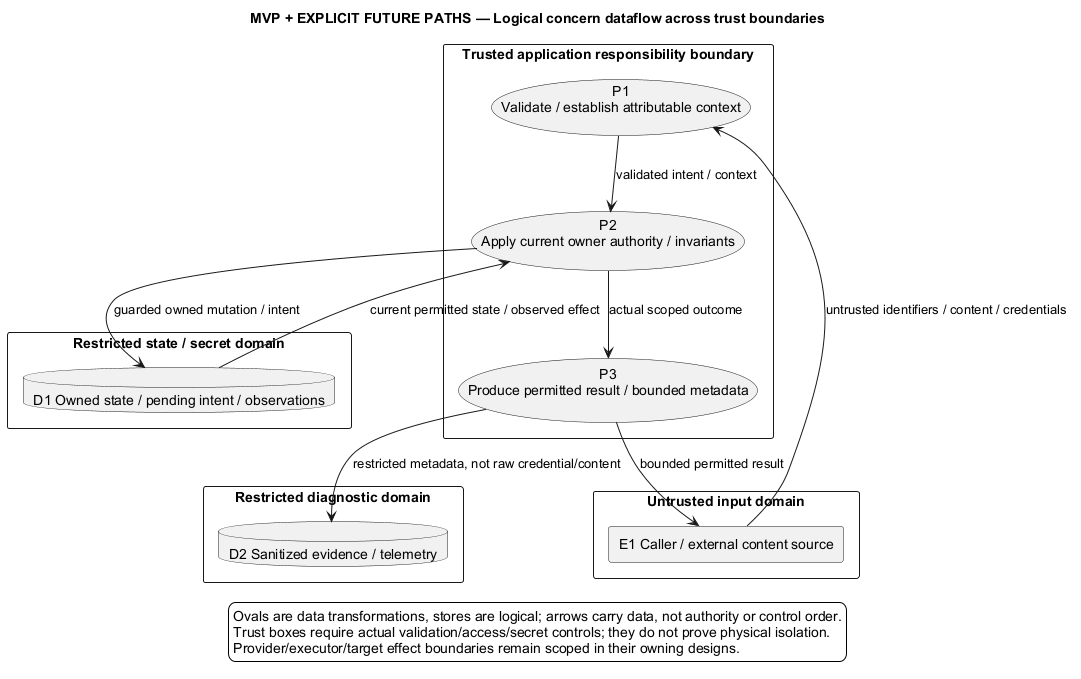 MVP + EXPLICIT FUTURE PATHS — Logical concern dataflow across trust boundaries
Trusted application responsibility boundary
P1
Validate / establish attributable context
validated intent / context
P2
Apply current owner authority / invariants
guarded owned mutation / intent
current permitted state / observed effect
actual scoped outcome
untrusted identifiers / content / credentials
Restricted state / secret domain
D1 Owned state / pending intent / observations
P3
Produce permitted result / bounded metadata
restricted metadata, not raw credential/content
bounded permitted result
Restricted diagnostic domain
D2 Sanitized evidence / telemetry
Untrusted input domain
E1 Caller / external content source
Ovals are data transformations, stores are logical; arrows carry data, not authority or control order.
Trust boxes require actual validation/access/secret controls; they do not prove physical isolation.
Provider/executor/target effect boundaries remain scoped in their owning designs.